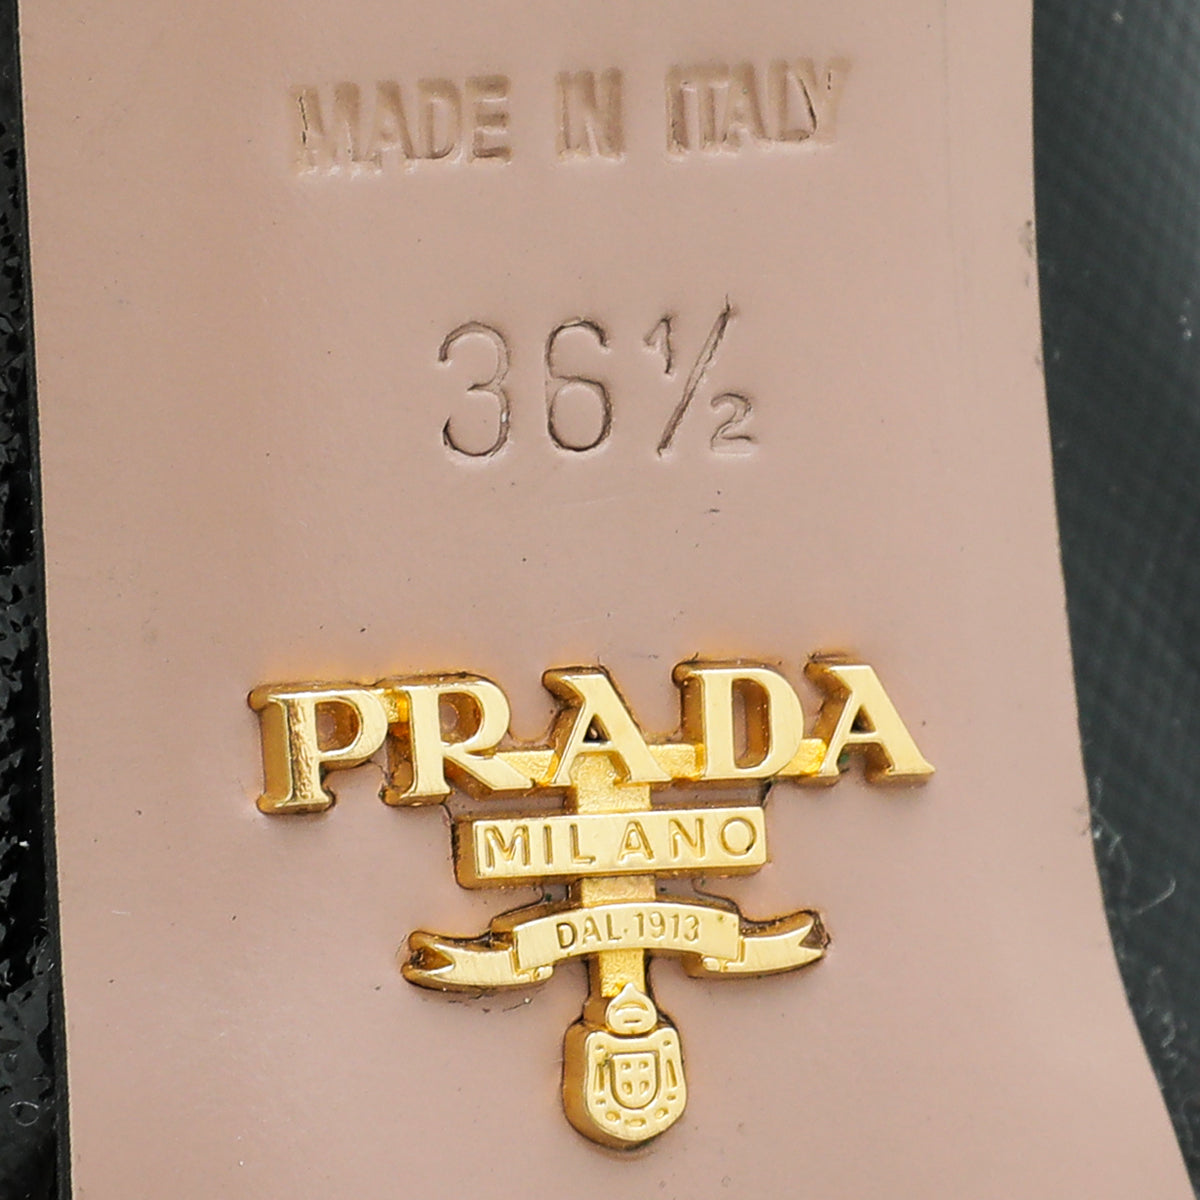 MADE IN ITALY
36½
PRADA
MILANO
DAL·1913